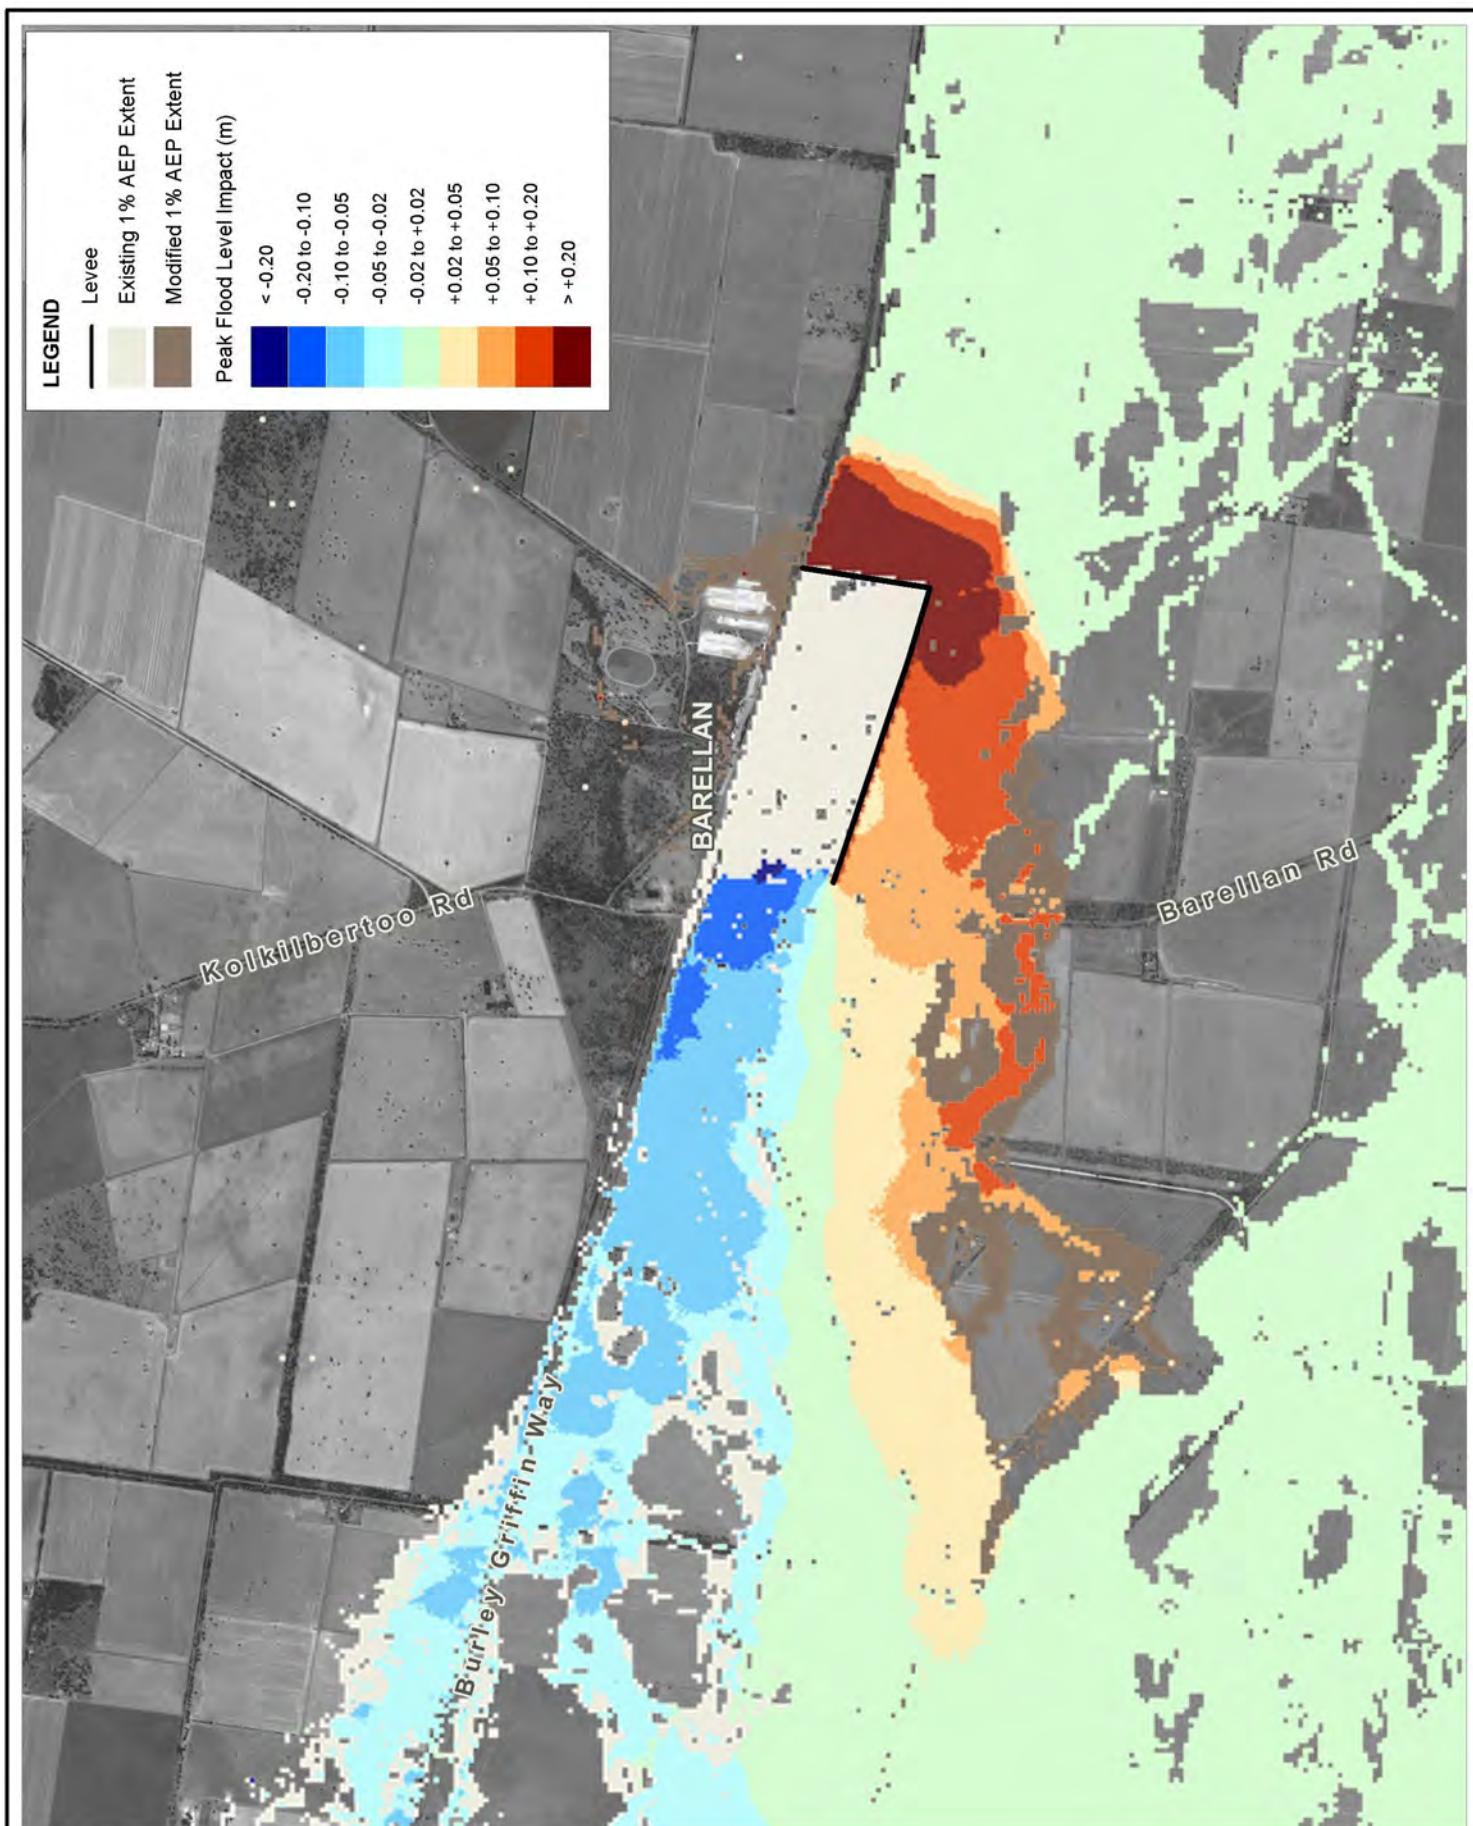 LEGEND
Levee
Existing 1% AEP Extent
Modified 1% AEP Extent
Peak Flood Level Impact (m)
< -0.20
-0.20 to -0.10
-0.10 to -0.05
-0.05 to -0.02
-0.02 to +0.02
+0.02 to +0.05
+0.05 to +0.10
+0.10 to +0.20
> +0.20
Kolkilbertoo Rd
BARELLAN
Barellan Rd
Burley Griffin Way